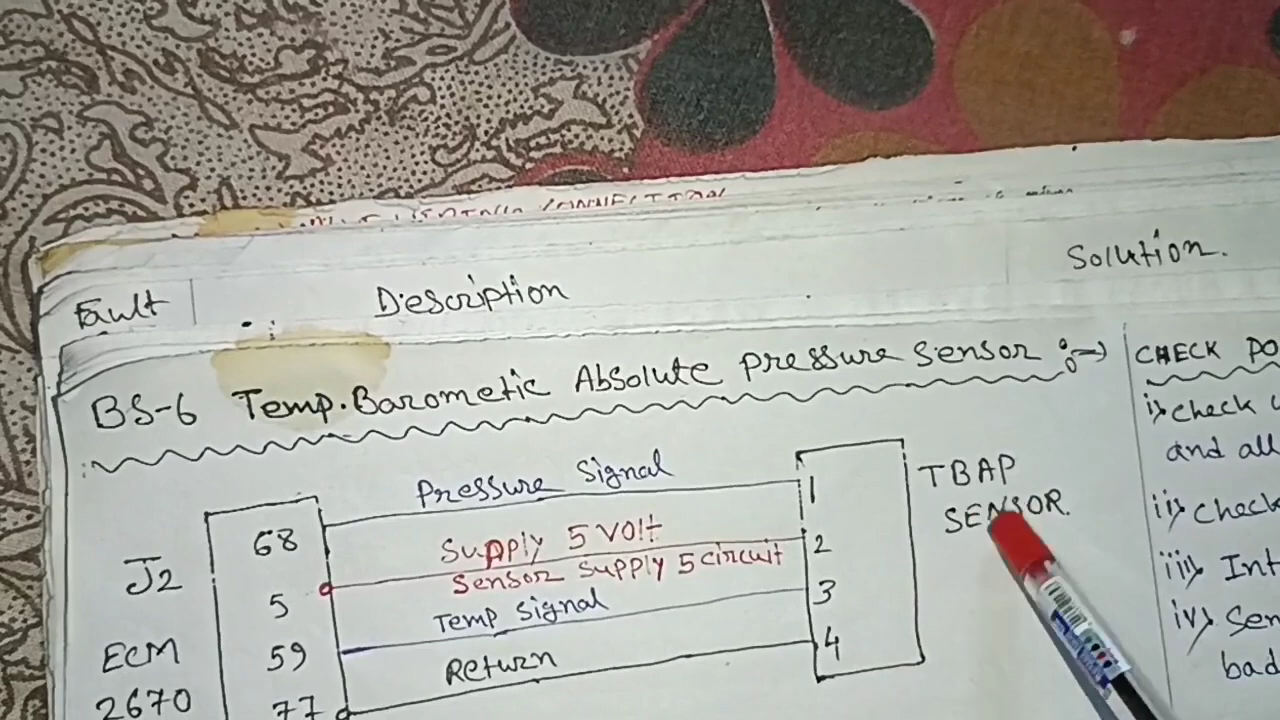 Fault Description Solution.
BS-6 Temp. Barometic Absolute Pressure Sensor :→
CHECK PO
i) Check
and all
ii) Check
iii) Int
iv) Sen
bad
Pressure Signal
Supply 5 Volt
Sensor Supply 5 circuit
Temp Signal
Return
J2
ECM
2670
68
5
59
77
1
2
3
4
TBAP
SENSOR.